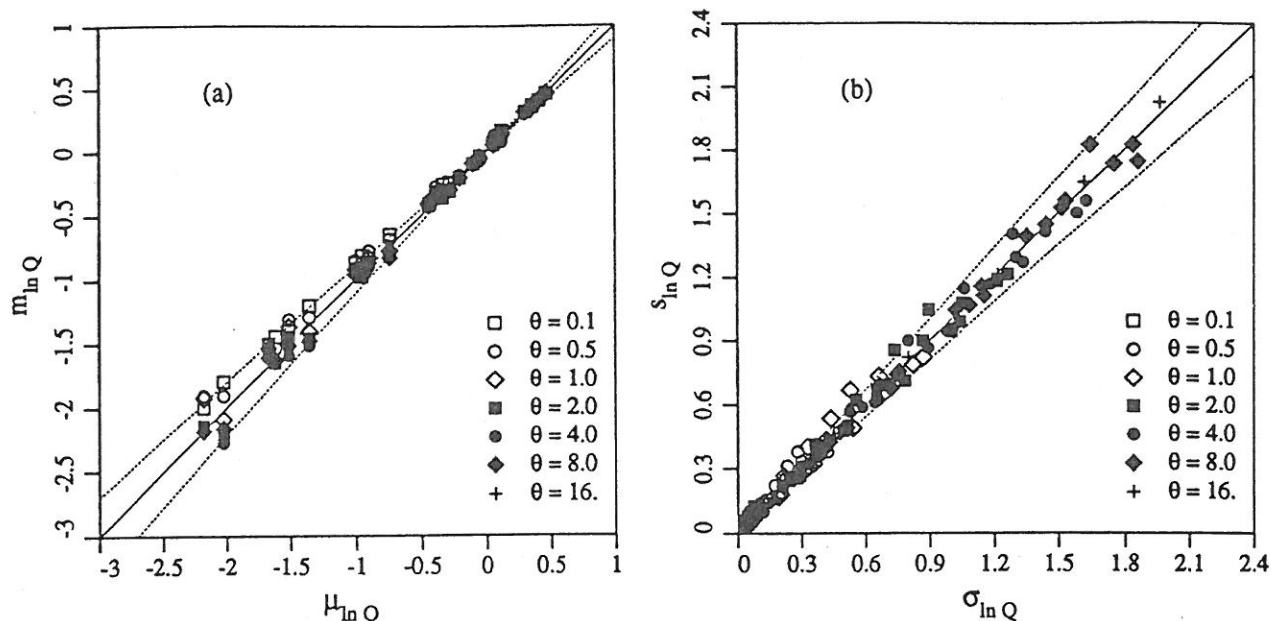 (a)
m ln Q
1
0.5
0
-0.5
-1
-1.5
-2
-2.5
-3
-3 -2.5 -2 -1.5 -1 -0.5 0 0.5 1
μ ln Q
□ θ = 0.1
○ θ = 0.5
◇ θ = 1.0
■ θ = 2.0
● θ = 4.0
◆ θ = 8.0
+ θ = 16.
(b)
s ln Q
2.4
2.1
1.8
1.5
1.2
0.9
0.6
0.3
0
0 0.3 0.6 0.9 1.2 1.5 1.8 2.1 2.4
σ ln Q
□ θ = 0.1
○ θ = 0.5
◇ θ = 1.0
■ θ = 2.0
● θ = 4.0
◆ θ = 8.0
+ θ = 16.